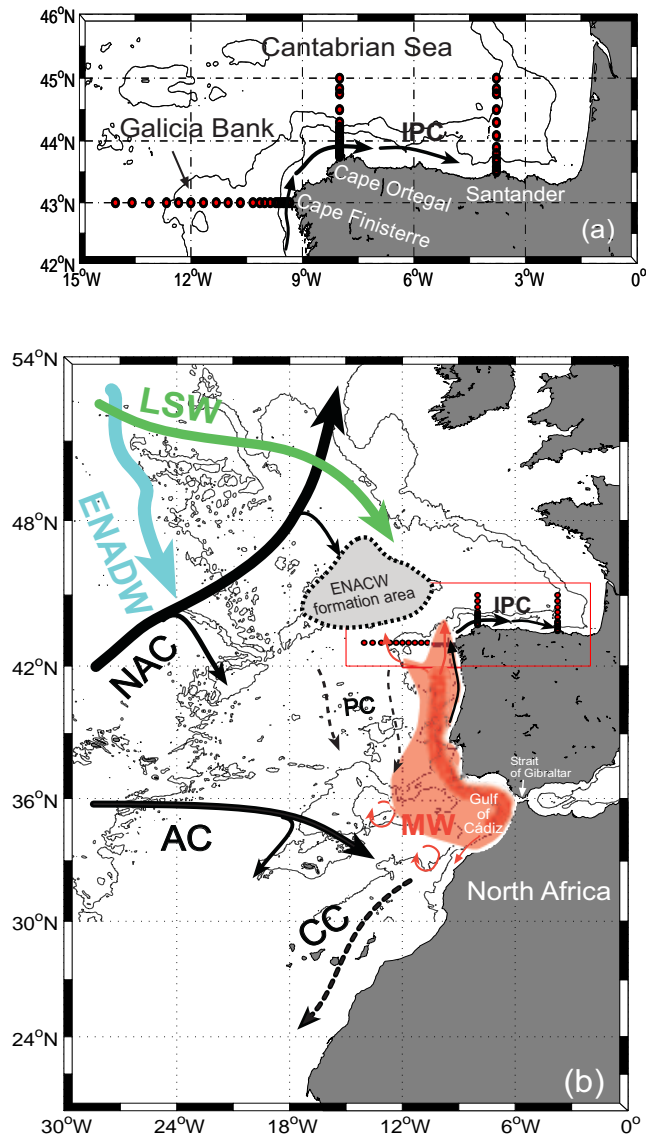 46°N
Cantabrian Sea
45°N
Galicia Bank
IPC
44°N
Cape Ortegal
Santander
43°N
Cape Finisterre
(a)
42°N
15°W
12°W
9°W
6°W
3°W
0°
54°N
LSW
ENADW
48°N
ENACW
formation area
IPC
NAC
42°N
PC
Strait
of Gibraltar
36°N
Gulf
of
Cádiz
MW
AC
North Africa
CC
30°N
24°N
(b)
30°W
24°W
18°W
12°W
6°W
0°
12°W